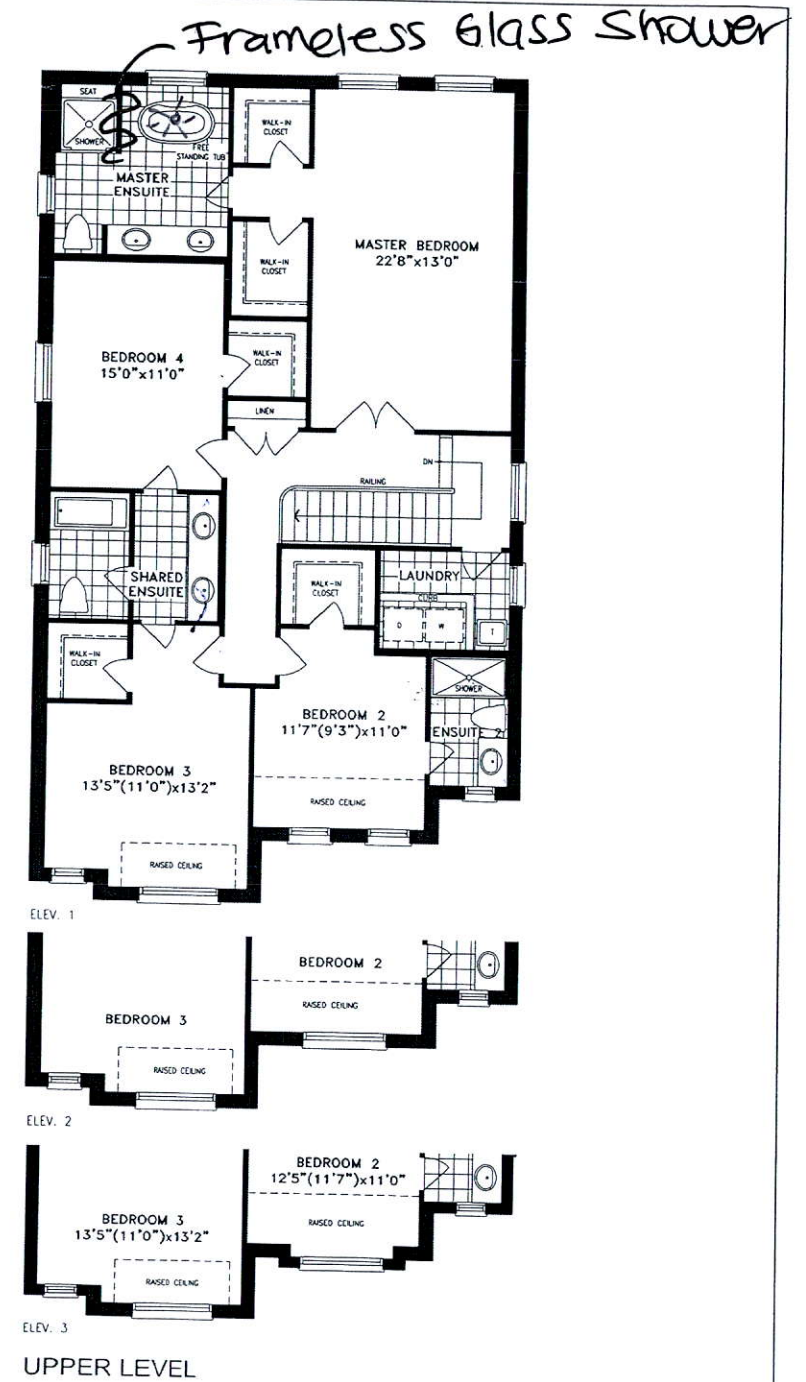 Frameless Glass Shower
SEAT
SHOWER
FREE
STANDING TUB
MASTER
ENSUITE
WALK-IN
CLOSET
WALK-IN
CLOSET
MASTER BEDROOM
22'8"x13'0"
BEDROOM 4
15'0"x11'0"
WALK-IN
CLOSET
LINEN
DN
RAILING
SHARED
ENSUITE
WALK-IN
CLOSET
LAUNDRY
CURB
D
W
T
WALK-IN
CLOSET
SHOWER
ENSUITE 2
BEDROOM 2
11'7"(9'3")x11'0"
RAISED CEILING
BEDROOM 3
13'5"(11'0")x13'2"
RAISED CEILING
ELEV. 1
BEDROOM 2
RAISED CEILING
BEDROOM 3
RAISED CEILING
ELEV. 2
BEDROOM 2
12'5"(11'7")x11'0"
RAISED CEILING
BEDROOM 3
13'5"(11'0")x13'2"
RAISED CEILING
ELEV. 3
UPPER LEVEL